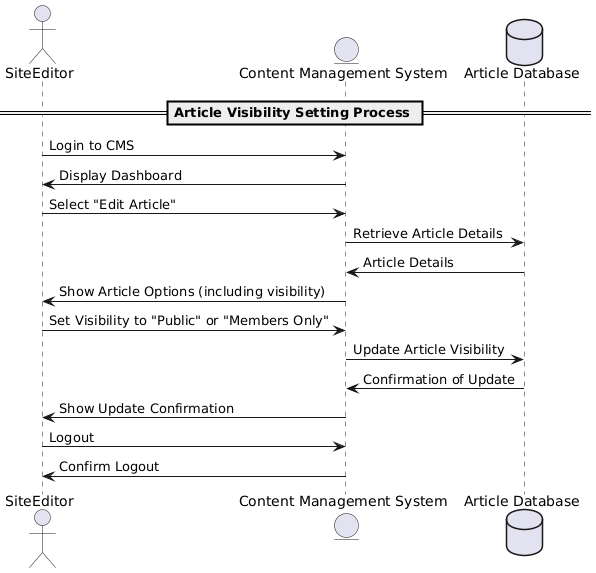 SiteEditor
Content Management System
Article Database
Article Visibility Setting Process
Login to CMS
Display Dashboard
Select "Edit Article"
Retrieve Article Details
Article Details
Show Article Options (including visibility)
Set Visibility to "Public" or "Members Only"
Update Article Visibility
Confirmation of Update
Show Update Confirmation
Logout
Confirm Logout
SiteEditor
Content Management System
Article Database